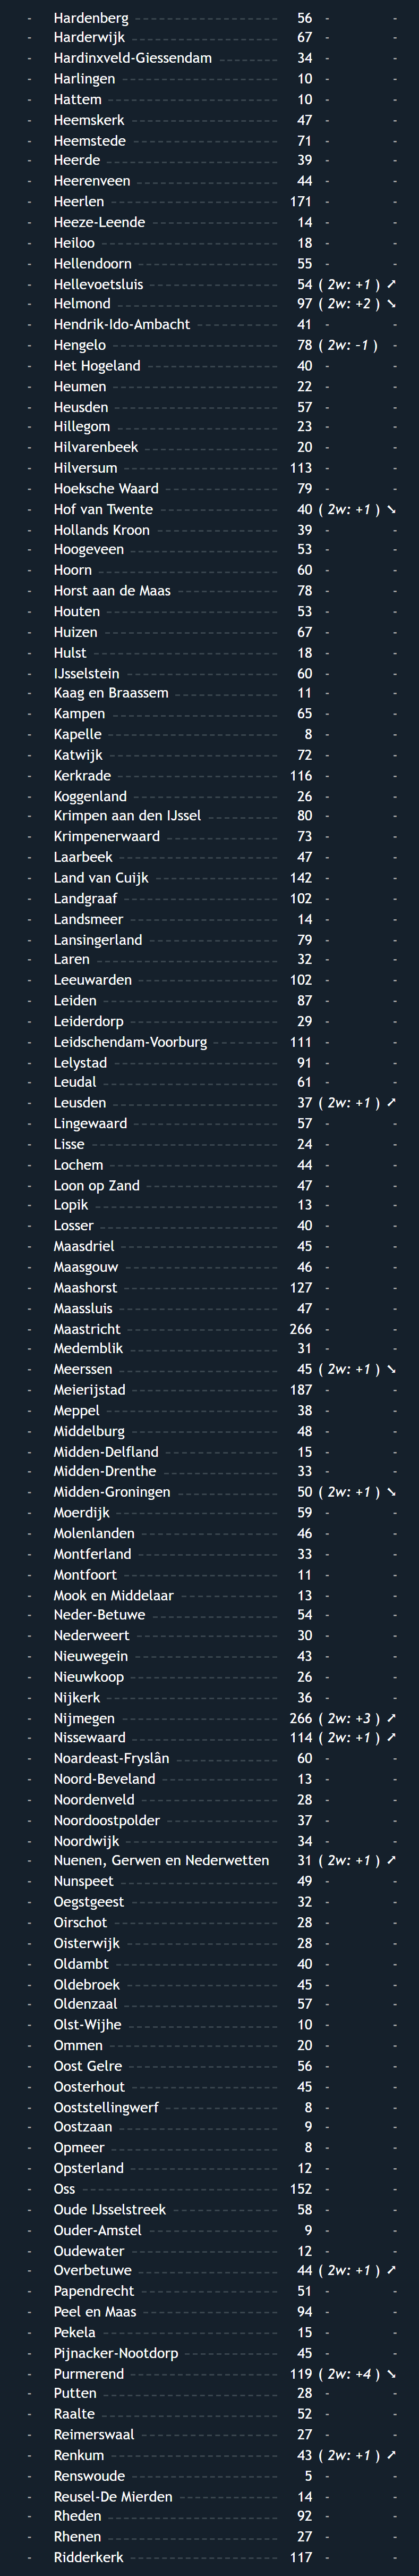 - Hardenberg 56 - -
- Harderwijk 67 - -
- Hardinxveld-Giessendam 34 - -
- Harlingen 10 - -
- Hattem 10 - -
- Heemskerk 47 - -
- Heemstede 71 - -
- Heerde 39 - -
- Heerenveen 44 - -
- Heerlen 171 - -
- Heeze-Leende 14 - -
- Heiloo 18 - -
- Hellendoorn 55 - -
- Hellevoetsluis 54 ( 2w: +1 ) ➚
- Helmond 97 ( 2w: +2 ) ➘
- Hendrik-Ido-Ambacht 41 - -
- Hengelo 78 ( 2w: -1 ) -
- Het Hogeland 40 - -
- Heumen 22 - -
- Heusden 57 - -
- Hillegom 23 - -
- Hilvarenbeek 20 - -
- Hilversum 113 - -
- Hoeksche Waard 79 - -
- Hof van Twente 40 ( 2w: +1 ) ➘
- Hollands Kroon 39 - -
- Hoogeveen 53 - -
- Hoorn 60 - -
- Horst aan de Maas 78 - -
- Houten 53 - -
- Huizen 67 - -
- Hulst 18 - -
- IJsselstein 60 - -
- Kaag en Braassem 11 - -
- Kampen 65 - -
- Kapelle 8 - -
- Katwijk 72 - -
- Kerkrade 116 - -
- Koggenland 26 - -
- Krimpen aan den IJssel 80 - -
- Krimpenerwaard 73 - -
- Laarbeek 47 - -
- Land van Cuijk 142 - -
- Landgraaf 102 - -
- Landsmeer 14 - -
- Lansingerland 79 - -
- Laren 32 - -
- Leeuwarden 102 - -
- Leiden 87 - -
- Leiderdorp 29 - -
- Leidschendam-Voorburg 111 - -
- Lelystad 91 - -
- Leudal 61 - -
- Leusden 37 ( 2w: +1 ) ➚
- Lingewaard 57 - -
- Lisse 24 - -
- Lochem 44 - -
- Loon op Zand 47 - -
- Lopik 13 - -
- Losser 40 - -
- Maasdriel 45 - -
- Maasgouw 46 - -
- Maashorst 127 - -
- Maassluis 47 - -
- Maastricht 266 - -
- Medemblik 31 - -
- Meerssen 45 ( 2w: +1 ) ➘
- Meierijstad 187 - -
- Meppel 38 - -
- Middelburg 48 - -
- Midden-Delfland 15 - -
- Midden-Drenthe 33 - -
- Midden-Groningen 50 ( 2w: +1 ) ➘
- Moerdijk 59 - -
- Molenlanden 46 - -
- Montferland 33 - -
- Montfoort 11 - -
- Mook en Middelaar 13 - -
- Neder-Betuwe 54 - -
- Nederweert 30 - -
- Nieuwegein 43 - -
- Nieuwkoop 26 - -
- Nijkerk 36 - -
- Nijmegen 266 ( 2w: +3 ) ➚
- Nissewaard 114 ( 2w: +1 ) ➚
- Noardeast-Fryslân 60 - -
- Noord-Beveland 13 - -
- Noordenveld 28 - -
- Noordoostpolder 37 - -
- Noordwijk 34 - -
- Nuenen, Gerwen en Nederwetten 31 ( 2w: +1 ) ➚
- Nunspeet 49 - -
- Oegstgeest 32 - -
- Oirschot 28 - -
- Oisterwijk 28 - -
- Oldambt 40 - -
- Oldebroek 45 - -
- Oldenzaal 57 - -
- Olst-Wijhe 10 - -
- Ommen 20 - -
- Oost Gelre 56 - -
- Oosterhout 45 - -
- Ooststellingwerf 8 - -
- Oostzaan 9 - -
- Opmeer 8 - -
- Opsterland 12 - -
- Oss 152 - -
- Oude IJsselstreek 58 - -
- Ouder-Amstel 9 - -
- Oudewater 12 - -
- Overbetuwe 44 ( 2w: +1 ) ➚
- Papendrecht 51 - -
- Peel en Maas 94 - -
- Pekela 15 - -
- Pijnacker-Nootdorp 45 - -
- Purmerend 119 ( 2w: +4 ) ➘
- Putten 28 - -
- Raalte 52 - -
- Reimerswaal 27 - -
- Renkum 43 ( 2w: +1 ) ➚
- Renswoude 5 - -
- Reusel-De Mierden 14 - -
- Rheden 92 - -
- Rhenen 27 - -
- Ridderkerk 117 - -